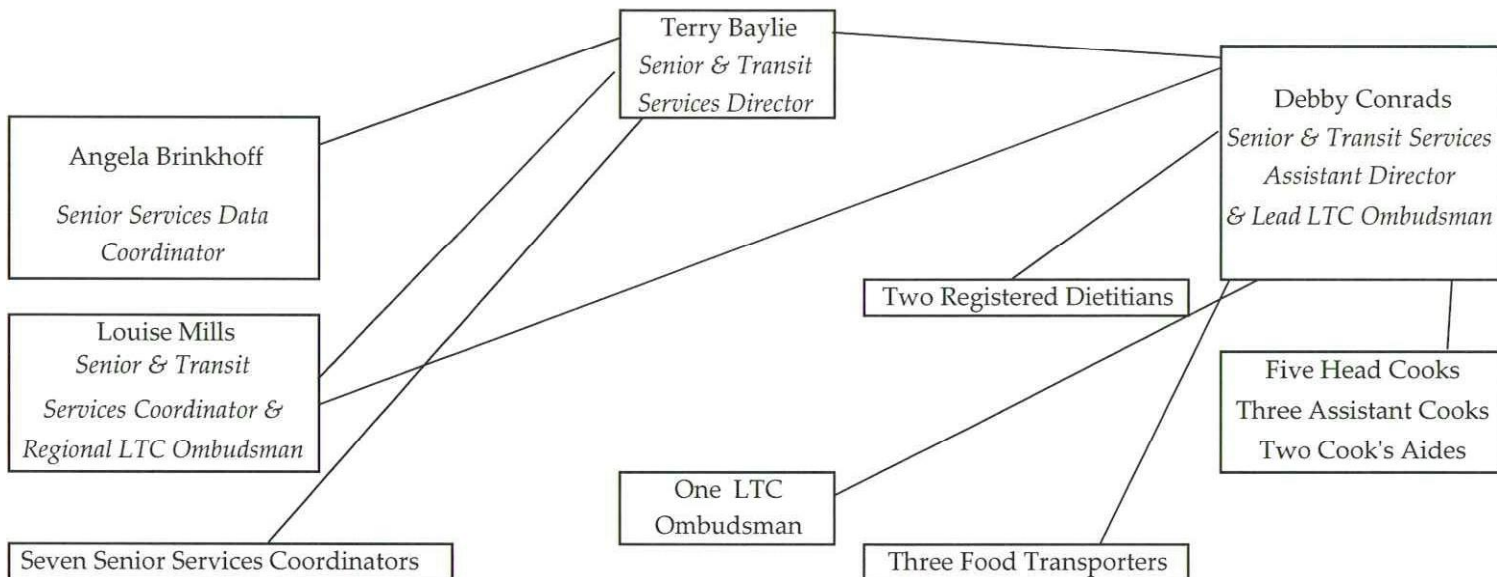 Terry Baylie
Senior & Transit
Services Director
Debby Conrads
Senior & Transit Services
Assistant Director
& Lead LTC Ombudsman
Angela Brinkhoff
Senior Services Data
Coordinator
Two Registered Dietitians
Louise Mills
Senior & Transit
Services Coordinator &
Regional LTC Ombudsman
Five Head Cooks
Three Assistant Cooks
Two Cook's Aides
One LTC
Ombudsman
Seven Senior Services Coordinators
Three Food Transporters